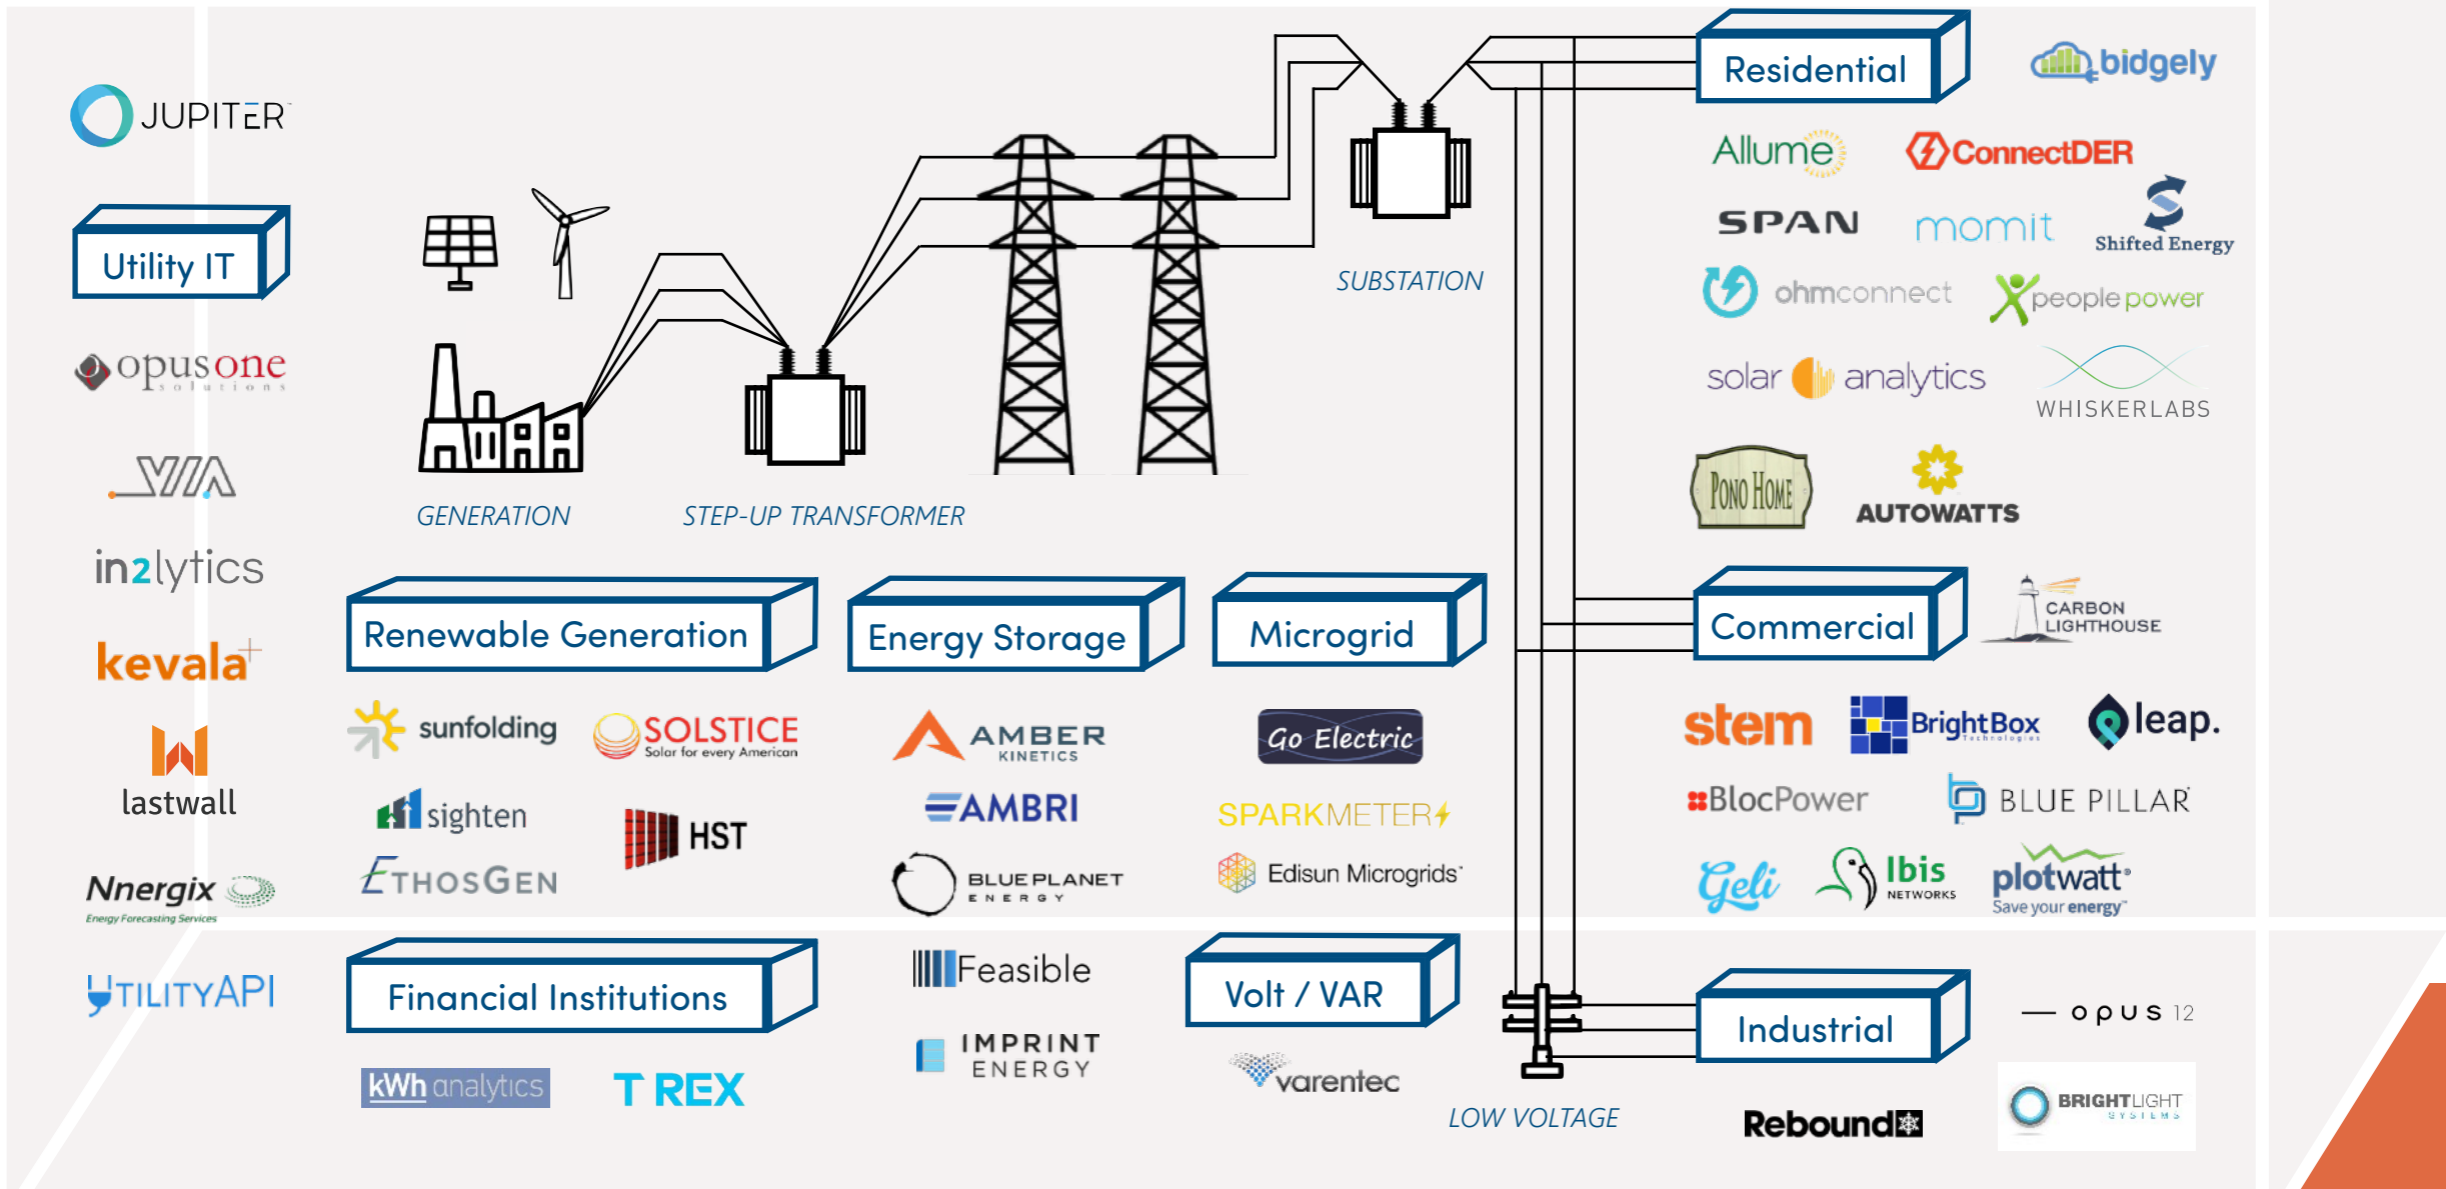 JUPITER
Utility IT
opusone
solutions
VIA
in2lytics
kevala+
lastwall
Nnergix
Energy Forecasting Services
UTILITYAPI
GENERATION
STEP-UP TRANSFORMER
SUBSTATION
Renewable Generation
sunfolding
SOLSTICE
Solar for every American
sighten
HST
ETHOSGEN
Financial Institutions
kWh analytics
T REX
Energy Storage
AMBER
KINETICS
AMBRI
BLUE PLANET
ENERGY
Feasible
IMPRINT
ENERGY
Microgrid
Go Electric
SPARKMETER
Edisun Microgrids™
Volt / VAR
varentec
LOW VOLTAGE
Residential
bidgely
Allume
ConnectDER
SPAN
momit
Shifted Energy
ohmconnect
people power
solar analytics
WHISKERLABS
PONO HOME
AUTOWATTS
Commercial
CARBON
LIGHTHOUSE
stem
BrightBox
Technologies
leap.
BlocPower
BLUE PILLAR
Geli
Ibis
NETWORKS
plotwatt®
Save your energy™
Industrial
opus 12
Rebound
BRIGHTLIGHT
SYSTEMS